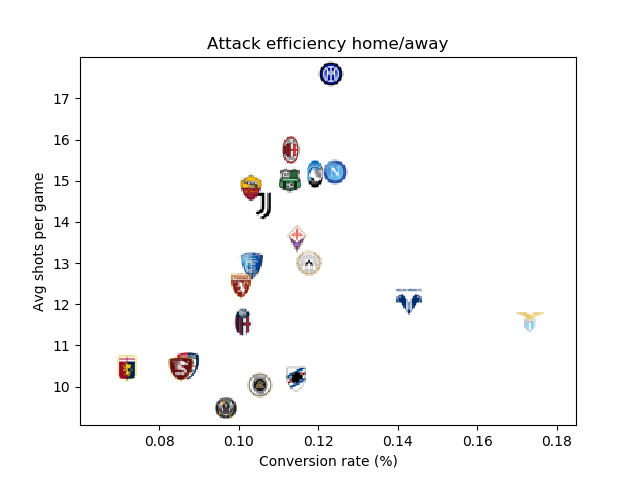 Attack efficiency home/away
Avg shots per game
17
16
15
14
13
12
11
10
0.08 0.10 0.12 0.14 0.16 0.18
Conversion rate (%)